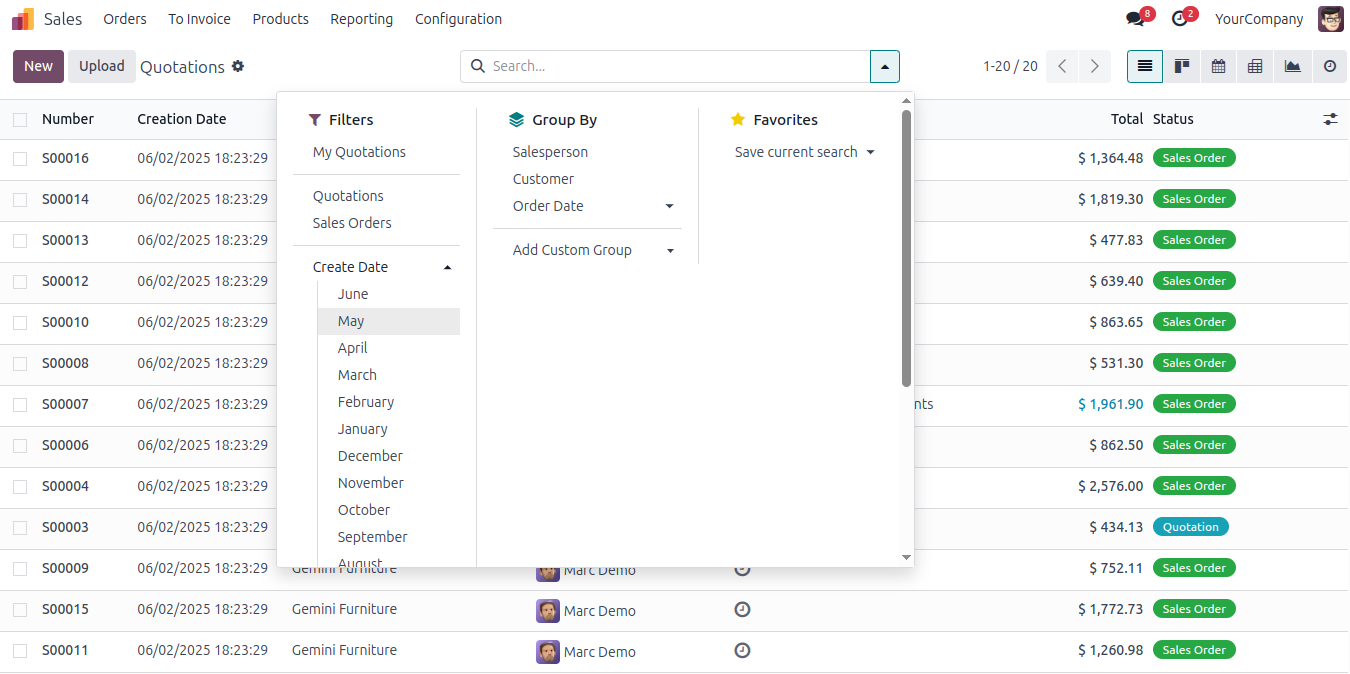 Sales Orders To Invoice Products Reporting Configuration 8 2 YourCompany
New Upload Quotations Search... 1-20 / 20
Number Creation Date Total Status
Filters
My Quotations
Quotations
Sales Orders
Create Date
June
May
April
March
February
January
December
November
October
September
August
Group By
Salesperson
Customer
Order Date
Add Custom Group
Favorites
Save current search
S00016 06/02/2025 18:23:29 $ 1,364.48 Sales Order
S00014 06/02/2025 18:23:29 $ 1,819.30 Sales Order
S00013 06/02/2025 18:23:29 $ 477.83 Sales Order
S00012 06/02/2025 18:23:29 $ 639.40 Sales Order
S00010 06/02/2025 18:23:29 $ 863.65 Sales Order
S00008 06/02/2025 18:23:29 $ 531.30 Sales Order
S00007 06/02/2025 18:23:29 nts $ 1,961.90 Sales Order
S00006 06/02/2025 18:23:29 $ 862.50 Sales Order
S00004 06/02/2025 18:23:29 $ 2,576.00 Sales Order
S00003 06/02/2025 18:23:29 $ 434.13 Quotation
S00009 06/02/2025 18:23:29 Gemini Furniture Marc Demo $ 752.11 Sales Order
S00015 06/02/2025 18:23:29 Gemini Furniture Marc Demo $ 1,772.73 Sales Order
S00011 06/02/2025 18:23:29 Gemini Furniture Marc Demo $ 1,260.98 Sales Order